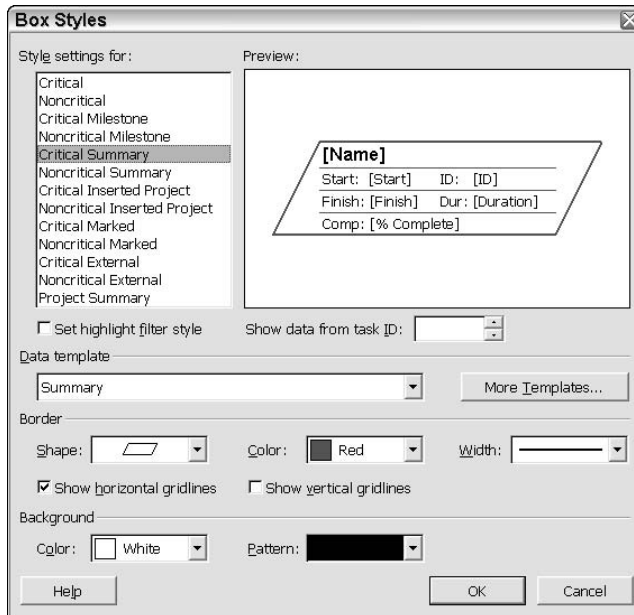 Box Styles
Style settings for:
Preview:
Critical
Noncritical
Critical Milestone
Noncritical Milestone
Critical Summary
Noncritical Summary
Critical Inserted Project
Noncritical Inserted Project
Critical Marked
Noncritical Marked
Critical External
Noncritical External
Project Summary
[Name]
Start: [Start] ID: [ID]
Finish: [Finish] Dur: [Duration]
Comp: [% Complete]
Set highlight filter style
Show data from task ID:
Data template
Summary
More Templates...
Border
Shape:
Color: Red
Width:
Show horizontal gridlines
Show vertical gridlines
Background
Color: White
Pattern:
Help
OK
Cancel